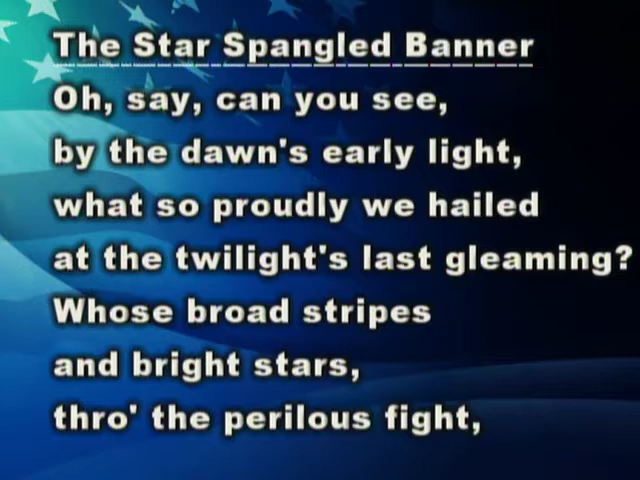 The Star Spangled Banner
Oh, say, can you see,
by the dawn's early light,
what so proudly we hailed
at the twilight's last gleaming?
Whose broad stripes
and bright stars,
thro' the perilous fight,